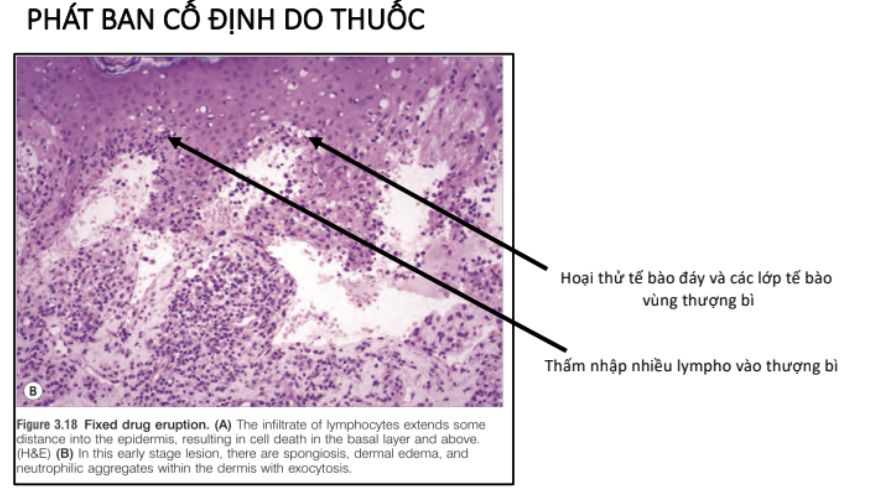 PHÁT BAN CỐ ĐỊNH DO THUỐC
Hoại thử tế bào đáy và các lớp tế bào
vùng thượng bì
Thấm nhập nhiều lympho vào thượng bì
B
Figure 3.18 Fixed drug eruption. (A) The infiltrate of lymphocytes extends some
distance into the epidermis, resulting in cell death in the basal layer and above.
(H&E) (B) In this early stage lesion, there are spongiosis, dermal edema, and
neutrophilic aggregates within the dermis with exocytosis.